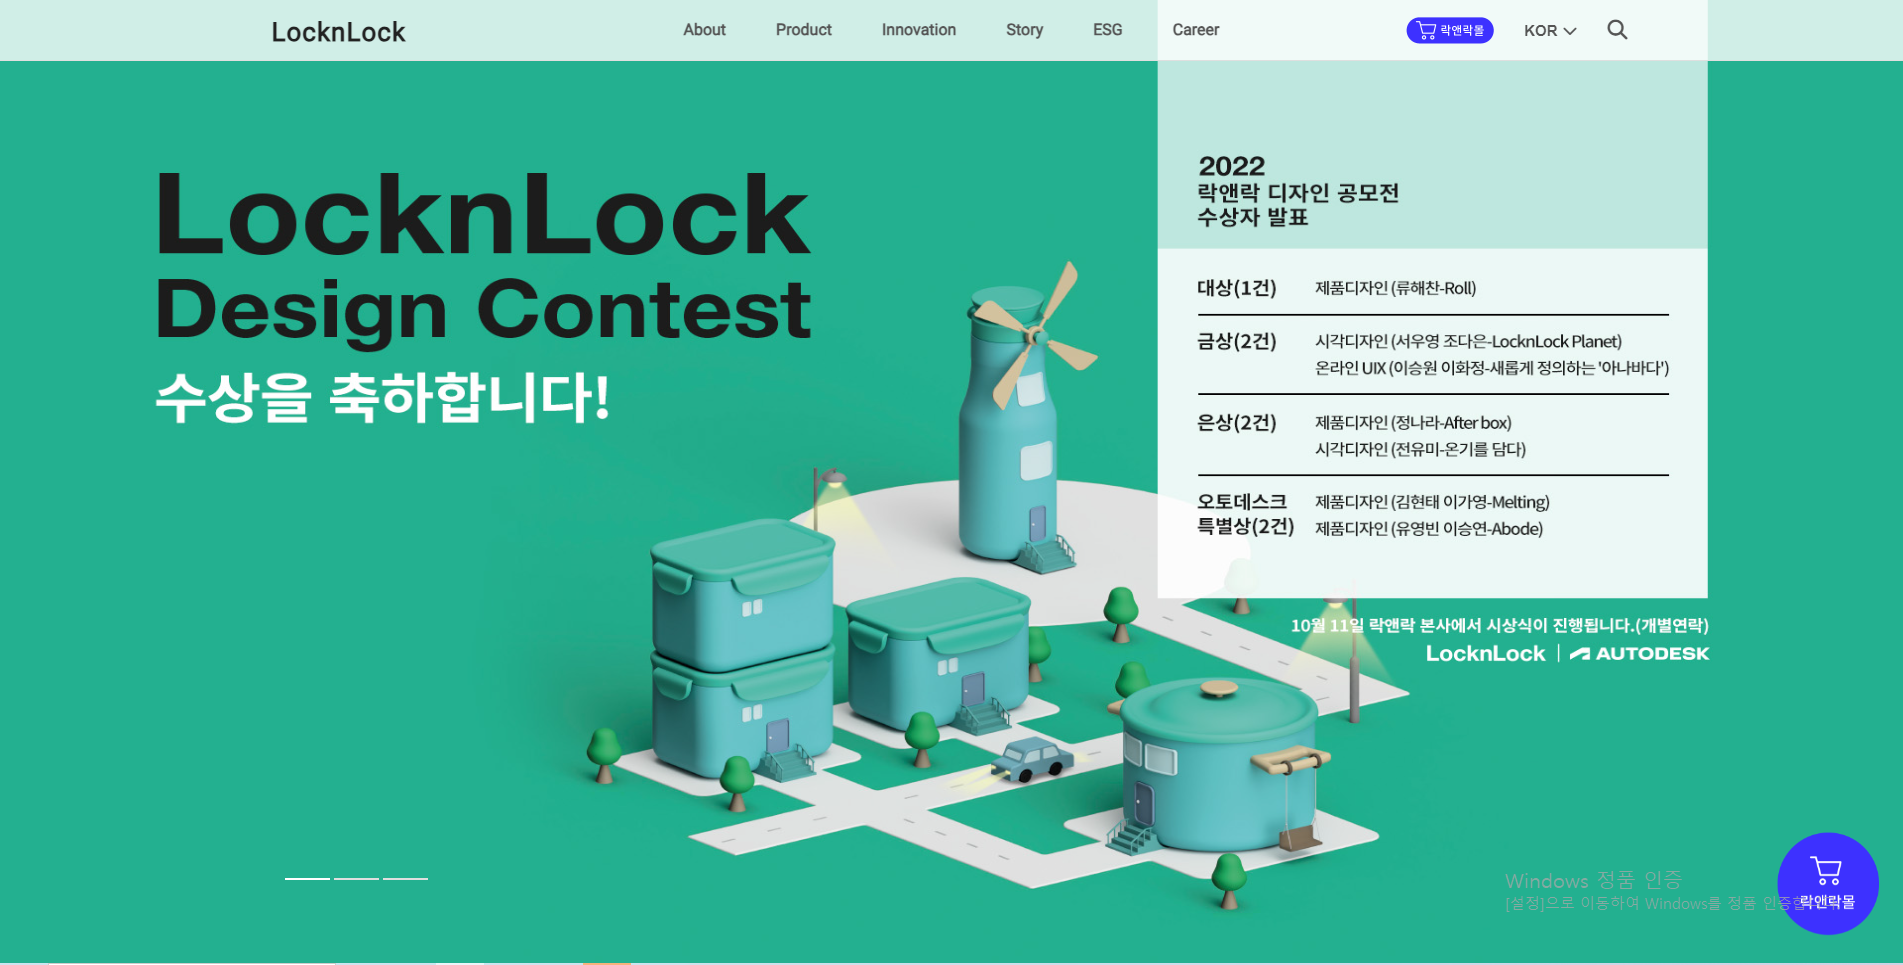 LocknLock
About
Product
Innovation
Story
ESG
Career
락앤락몰
KOR
LocknLock
Design Contest
수상을 축하합니다!
2022
락앤락 디자인 공모전
수상자 발표
대상(1건) 제품디자인 (류해찬-Roll)
금상(2건) 시각디자인 (서우영 조다은-LocknLock Planet)
온라인 UIX (이승원 이화정-새롭게 정의하는 '아나바다')
은상(2건) 제품디자인 (정나라-After box)
시각디자인 (전유미-온기를 담다)
오토데스크 제품디자인 (김현태 이가영-Melting)
특별상(2건) 제품디자인 (유영빈 이승연-Abode)
10월 11일 락앤락 본사에서 시상식이 진행됩니다.(개별연락)
LocknLock | AUTODESK
Windows 정품 인증
[설정]으로 이동하여 Windows를 정품
락앤락몰